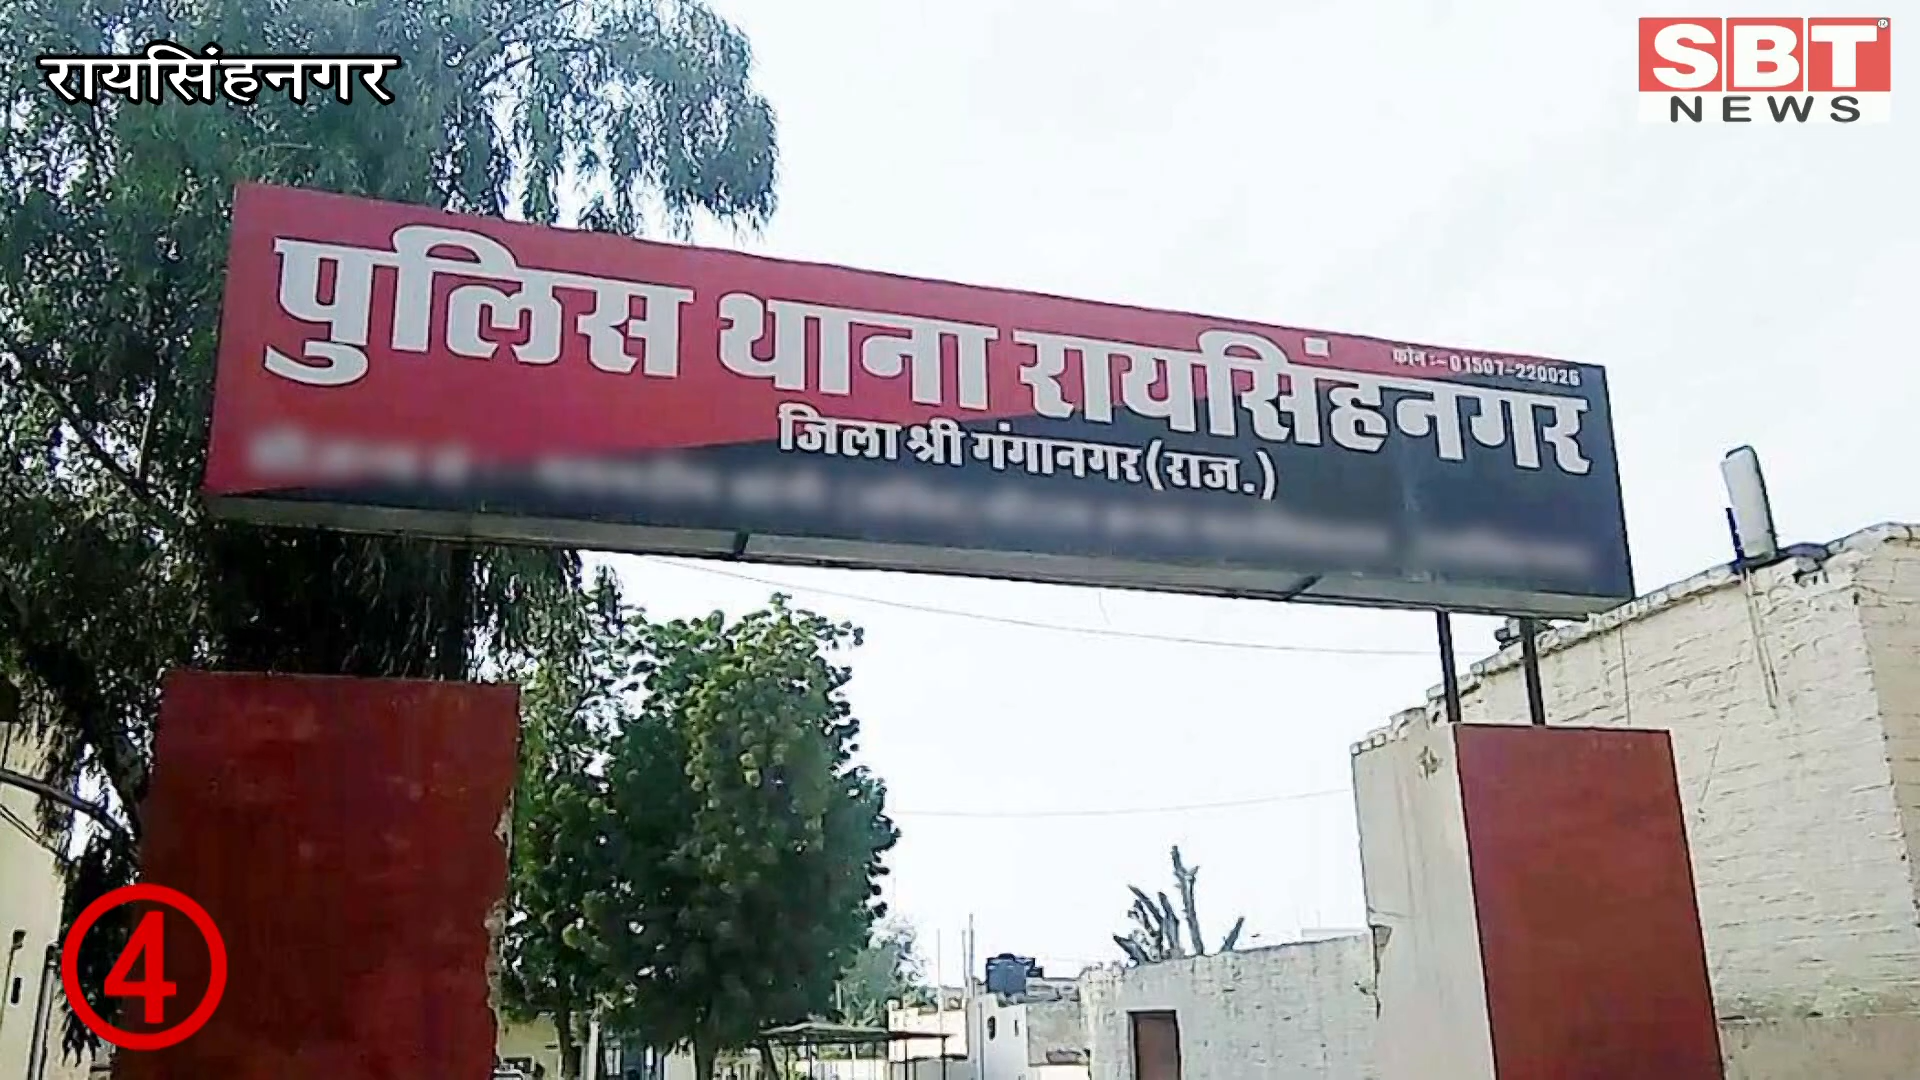 रायसिंहनगर
SBT
NEWS
फोन :- 01507-220026
पुलिस थाना रायसिंहनगर
जिला श्री गंगानगर (राज.)
4